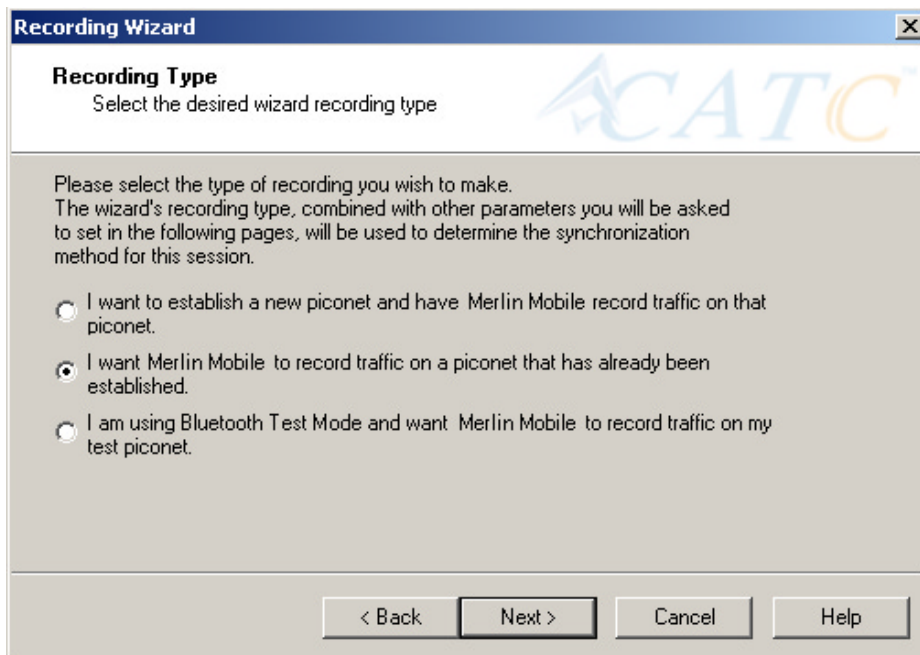 Recording Wizard
Recording Type
Select the desired wizard recording type
CATC
Please select the type of recording you wish to make.
The wizard's recording type, combined with other parameters you will be asked
to set in the following pages, will be used to determine the synchronization
method for this session.
I want to establish a new piconet and have Merlin Mobile record traffic on that
piconet.
I want Merlin Mobile to record traffic on a piconet that has already been
established.
I am using Bluetooth Test Mode and want Merlin Mobile to record traffic on my
test piconet.
< Back Next > Cancel Help